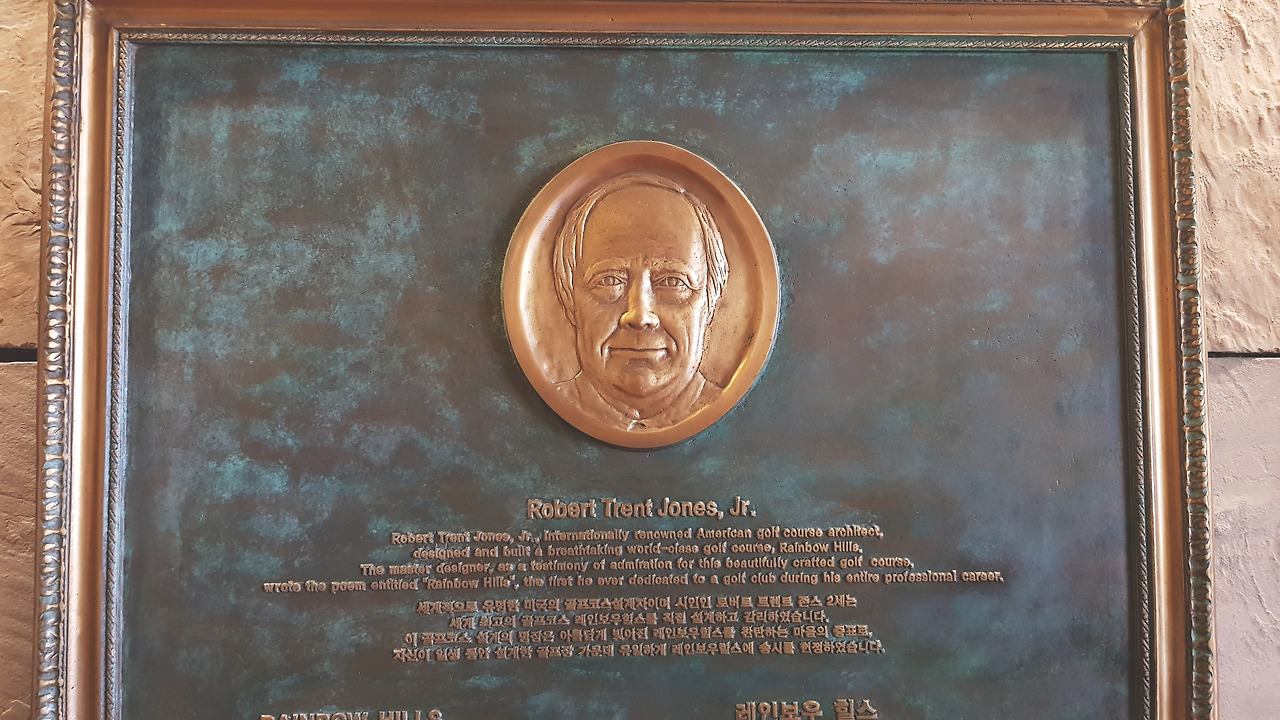 Robert Trent Jones, Jr.
Robert Trent Jones, Jr., internationally renowned American golf course architect,
designed and built a breathtaking world-class golf course, Rainbow Hills.
The master designer, as a testimony of admiration for this beautifully crafted golf course,
wrote the poem entitled "Rainbow Hills", the first he ever dedicated to a golf club during his entire professional career.
세계적으로 유명한 미국의 골프코스설계자이며 시인인 로버트 트렌트 존스 2세는
세계 최고의 골프코스 레인보우힐스를 직접 설계하고 감리하였습니다.
이 골프코스 설계의 명장은 아름답게 빚어진 레인보우힐스를 찬탄하는 마음의 증표로,
자신이 일생 동안 설계한 골프장 가운데 유일하게 레인보우힐스에 송시를 헌정하였습니다.
RAINBOW HILLS
레인보우 힐스